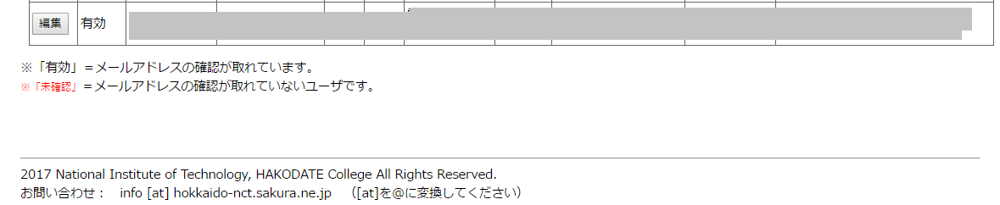 編集 有効
※「有効」＝メールアドレスの確認が取れています。
※「未確認」＝メールアドレスの確認が取れていないユーザです。
2017 National Institute of Technology, HAKODATE College All Rights Reserved.
お問い合わせ： info [at] hokkaido-nct.sakura.ne.jp （[at]を@に変換してください）